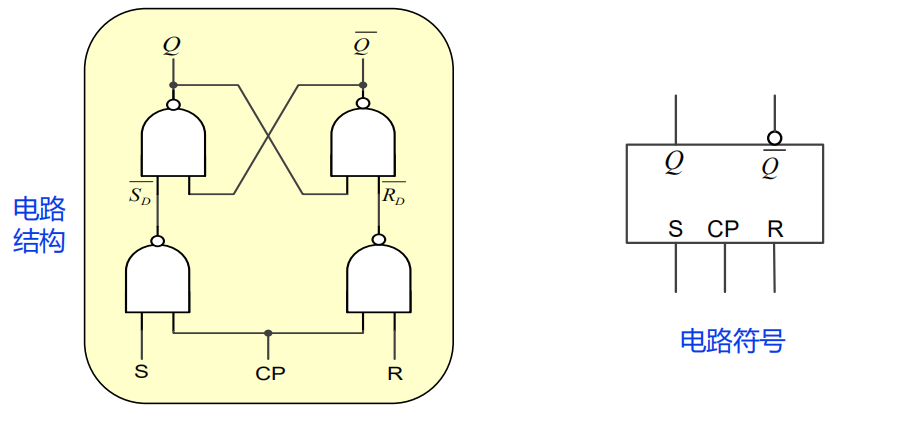 Q
\overline{Q}
\overline{S_D}
\overline{R_D}
电路
结构
S
CP
R
Q
\overline{Q}
S CP R
电路符号